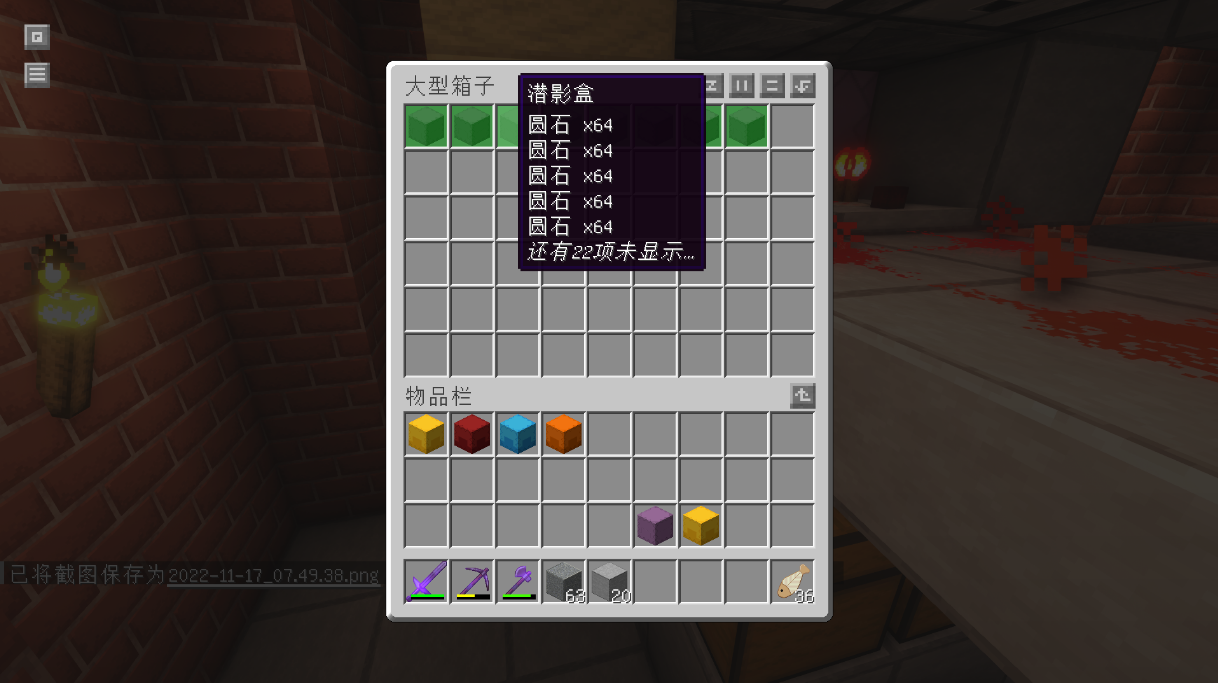 大型箱子
潜影盒
圆石 x64
圆石 x64
圆石 x64
圆石 x64
圆石 x64
还有22项未显示...
物品栏
已将截图保存为2022-11-17_07.49.38.png
63
20
36